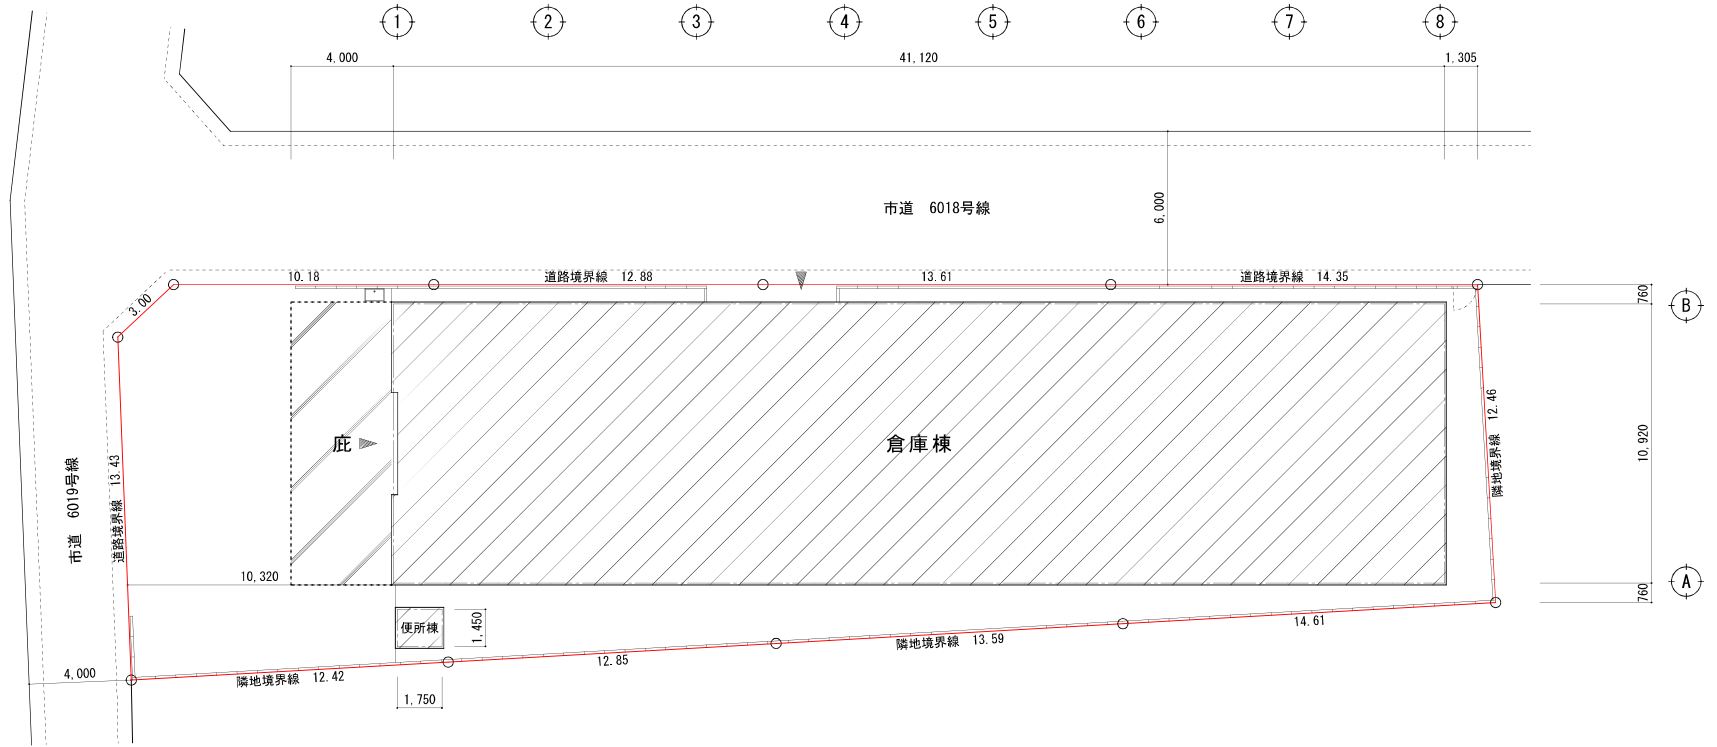 1 2 3 4 5 6 7 8
4,000 41,120 1,305
市道 6018号線
6,000
10.18 道路境界線 12.88 13.61 道路境界線 14.35
3.00
760
B
隣地境界線 12.46
10,920
庇
倉庫棟
市道 6019号線
道路境界線 13.43
10,320
A
760
便所棟
1,450
14.61
隣地境界線 13.59
12.85
隣地境界線 12.42
4,000
1,750